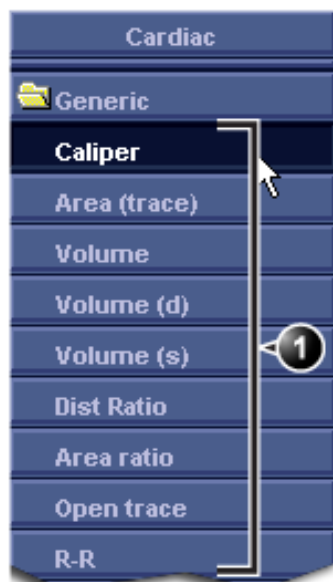 Cardiac
Generic
Caliper
Area (trace)
Volume
Volume (d)
Volume (s)
1
Dist Ratio
Area ratio
Open trace
R-R